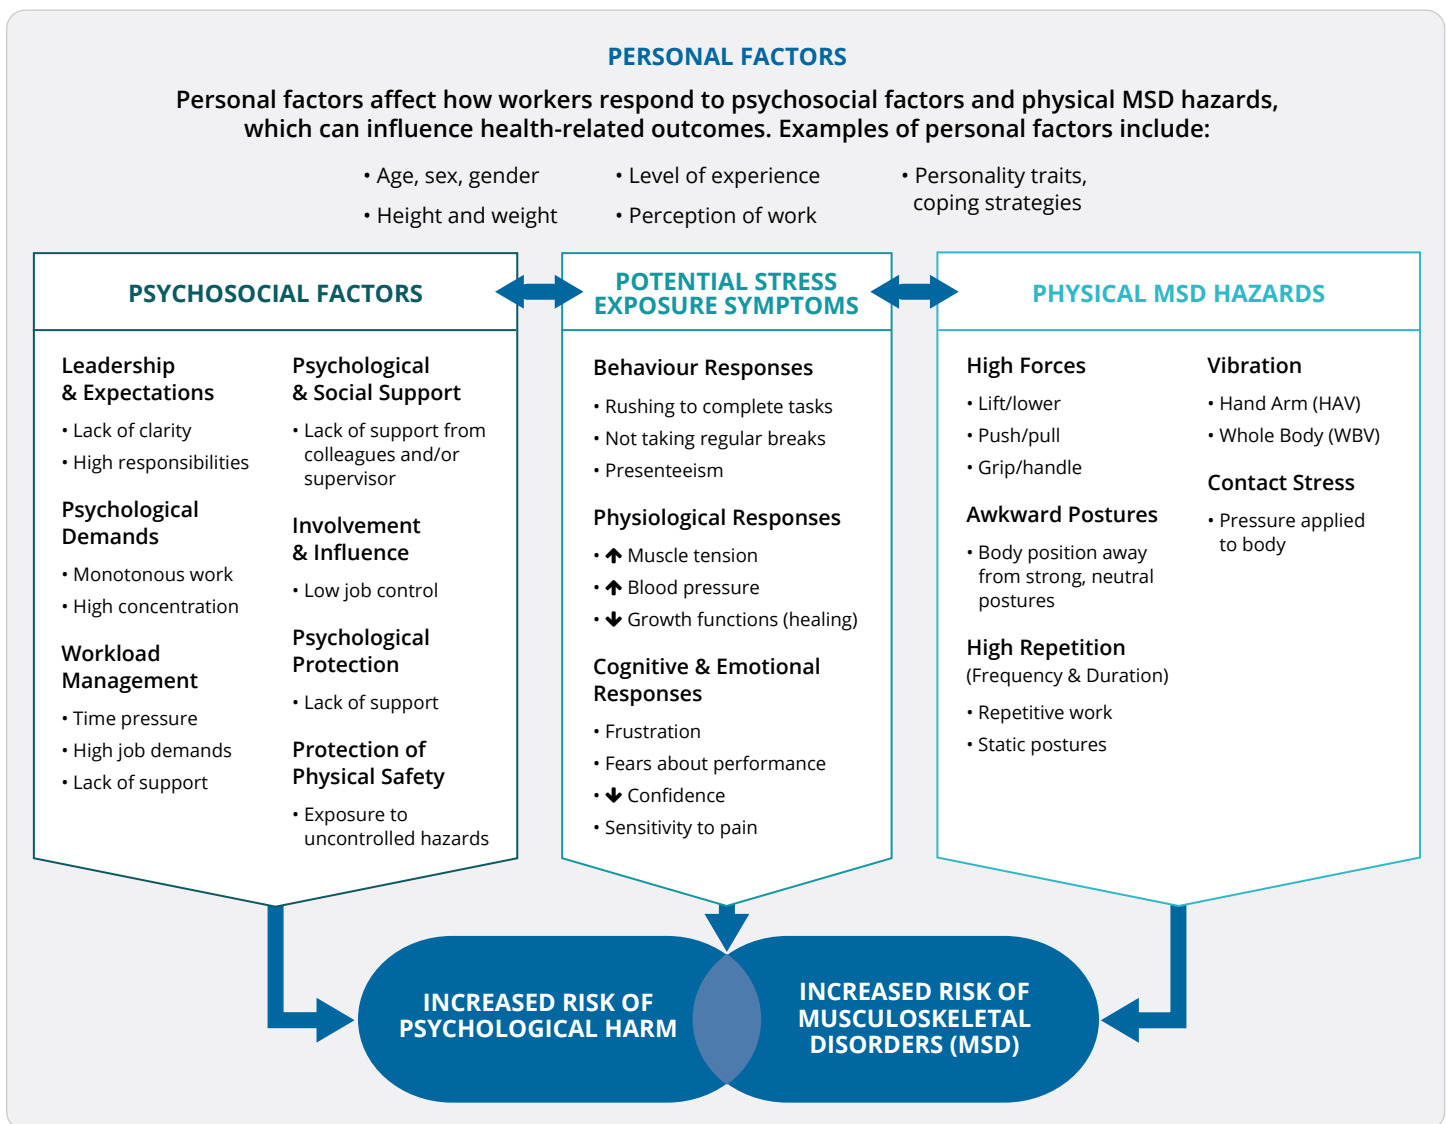 PERSONAL FACTORS
Personal factors affect how workers respond to psychosocial factors and physical MSD hazards,
which can influence health-related outcomes. Examples of personal factors include:
• Age, sex, gender
• Height and weight
• Level of experience
• Perception of work
• Personality traits,
coping strategies
PSYCHOSOCIAL FACTORS
Leadership
& Expectations
• Lack of clarity
• High responsibilities
Psychological
Demands
• Monotonous work
• High concentration
Workload
Management
• Time pressure
• High job demands
• Lack of support
Psychological
& Social Support
• Lack of support from
colleagues and/or
supervisor
Involvement
& Influence
• Low job control
Psychological
Protection
• Lack of support
Protection of
Physical Safety
• Exposure to
uncontrolled hazards
POTENTIAL STRESS
EXPOSURE SYMPTOMS
Behaviour Responses
• Rushing to complete tasks
• Not taking regular breaks
• Presenteeism
Physiological Responses
• ↑ Muscle tension
• ↑ Blood pressure
• ↓ Growth functions (healing)
Cognitive & Emotional
Responses
• Frustration
• Fears about performance
• ↓ Confidence
• Sensitivity to pain
PHYSICAL MSD HAZARDS
High Forces
• Lift/lower
• Push/pull
• Grip/handle
Awkward Postures
• Body position away
from strong, neutral
postures
High Repetition
(Frequency & Duration)
• Repetitive work
• Static postures
Vibration
• Hand Arm (HAV)
• Whole Body (WBV)
Contact Stress
• Pressure applied
to body
INCREASED RISK OF
PSYCHOLOGICAL HARM
INCREASED RISK OF
MUSCULOSKELETAL
DISORDERS (MSD)